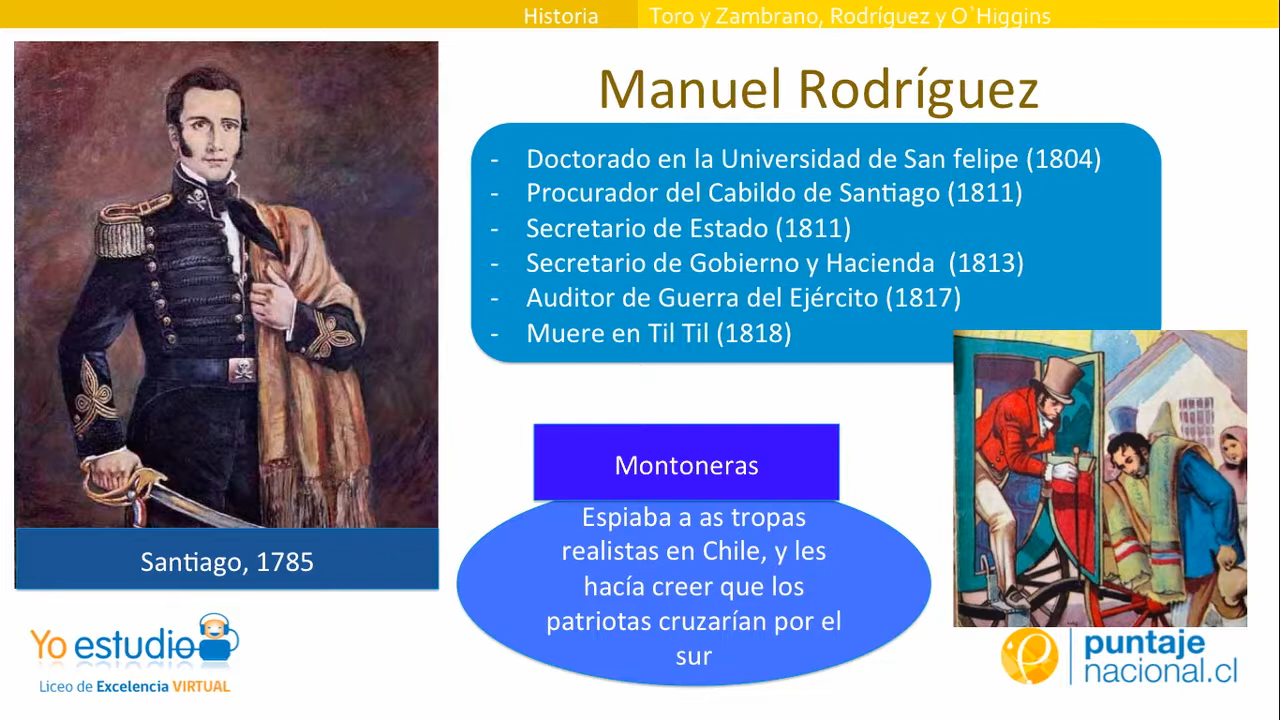 Historia
Toro y Zambrano, Rodríguez y O`Higgins
Manuel Rodríguez
- Doctorado en la Universidad de San felipe (1804)
- Procurador del Cabildo de Santiago (1811)
- Secretario de Estado (1811)
- Secretario de Gobierno y Hacienda (1813)
- Auditor de Guerra del Ejército (1817)
- Muere en Til Til (1818)
Montoneras
Espiaba a as tropas
realistas en Chile, y les
hacía creer que los
patriotas cruzarían por el
sur
Santiago, 1785
Yo estudio
Liceo de Excelencia VIRTUAL
puntaje
nacional.cl